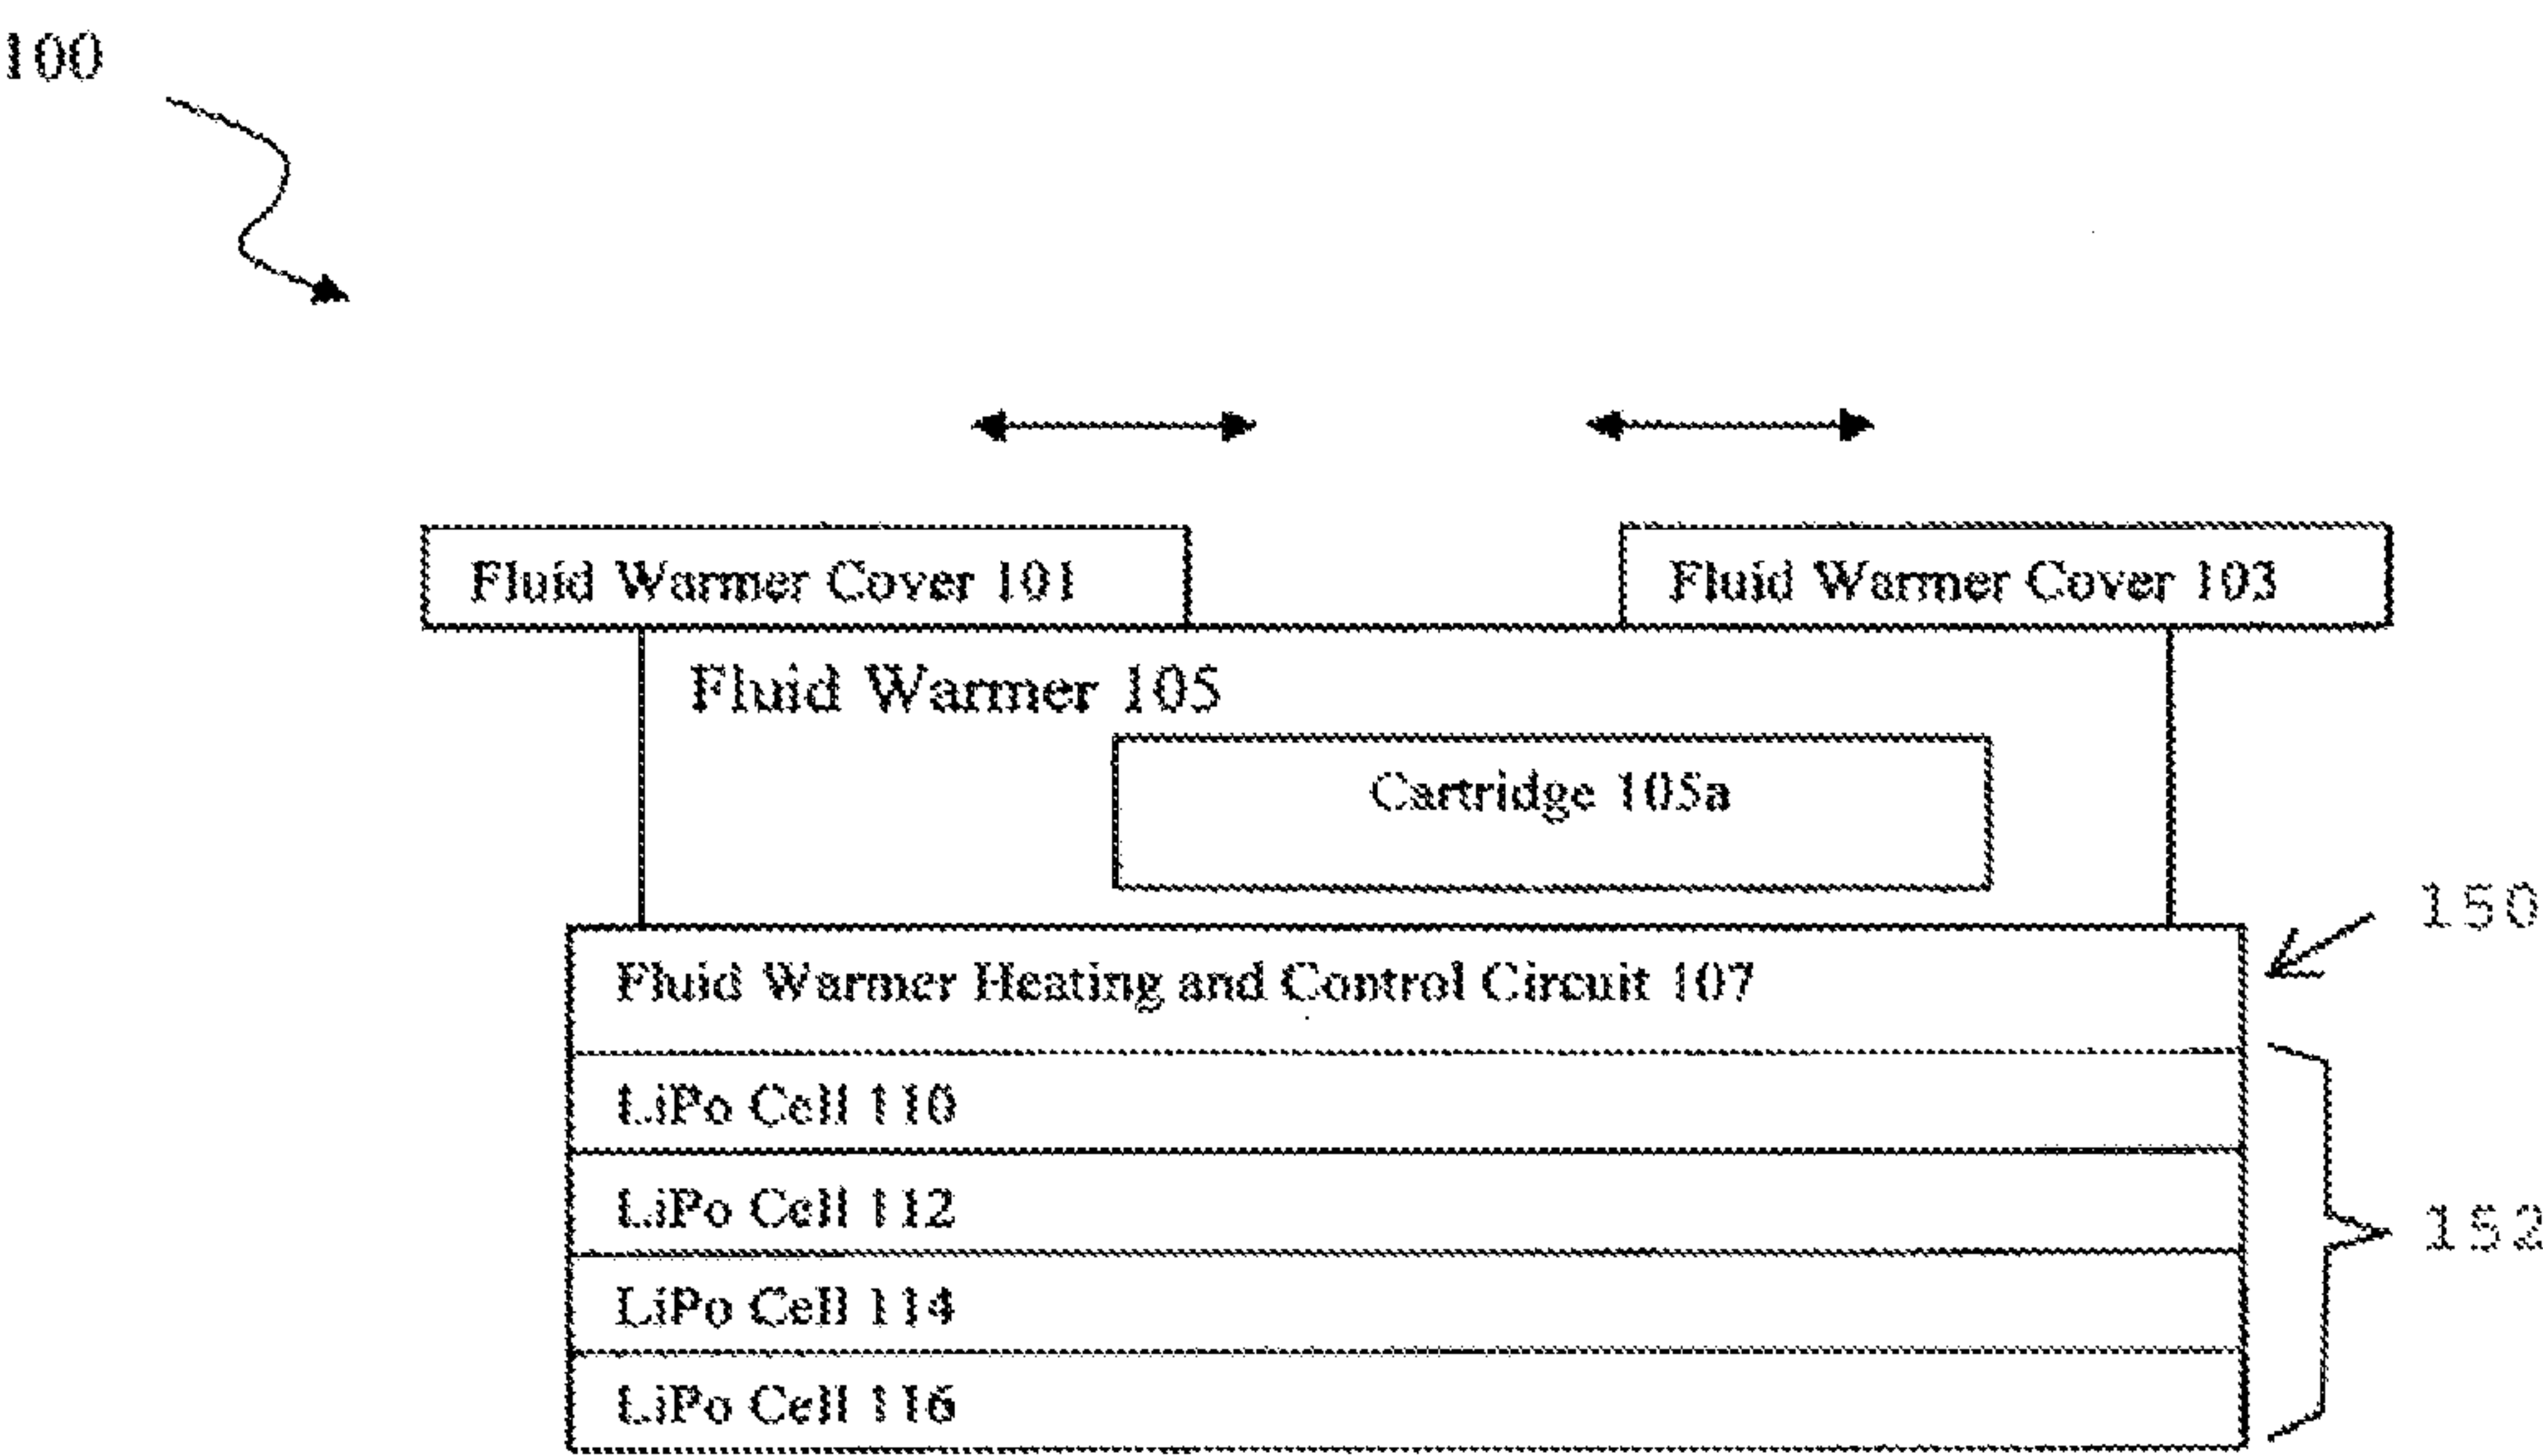 100
Fluid Warmer Cover 101
Fluid Warmer Cover 103
Fluid Warmer 105
Cartridge 105a
150
Fluid Warmer Heating and Control Circuit 107
LiPo Cell 110
LiPo Cell 112
152
LiPo Cell 114
LiPo Cell 116